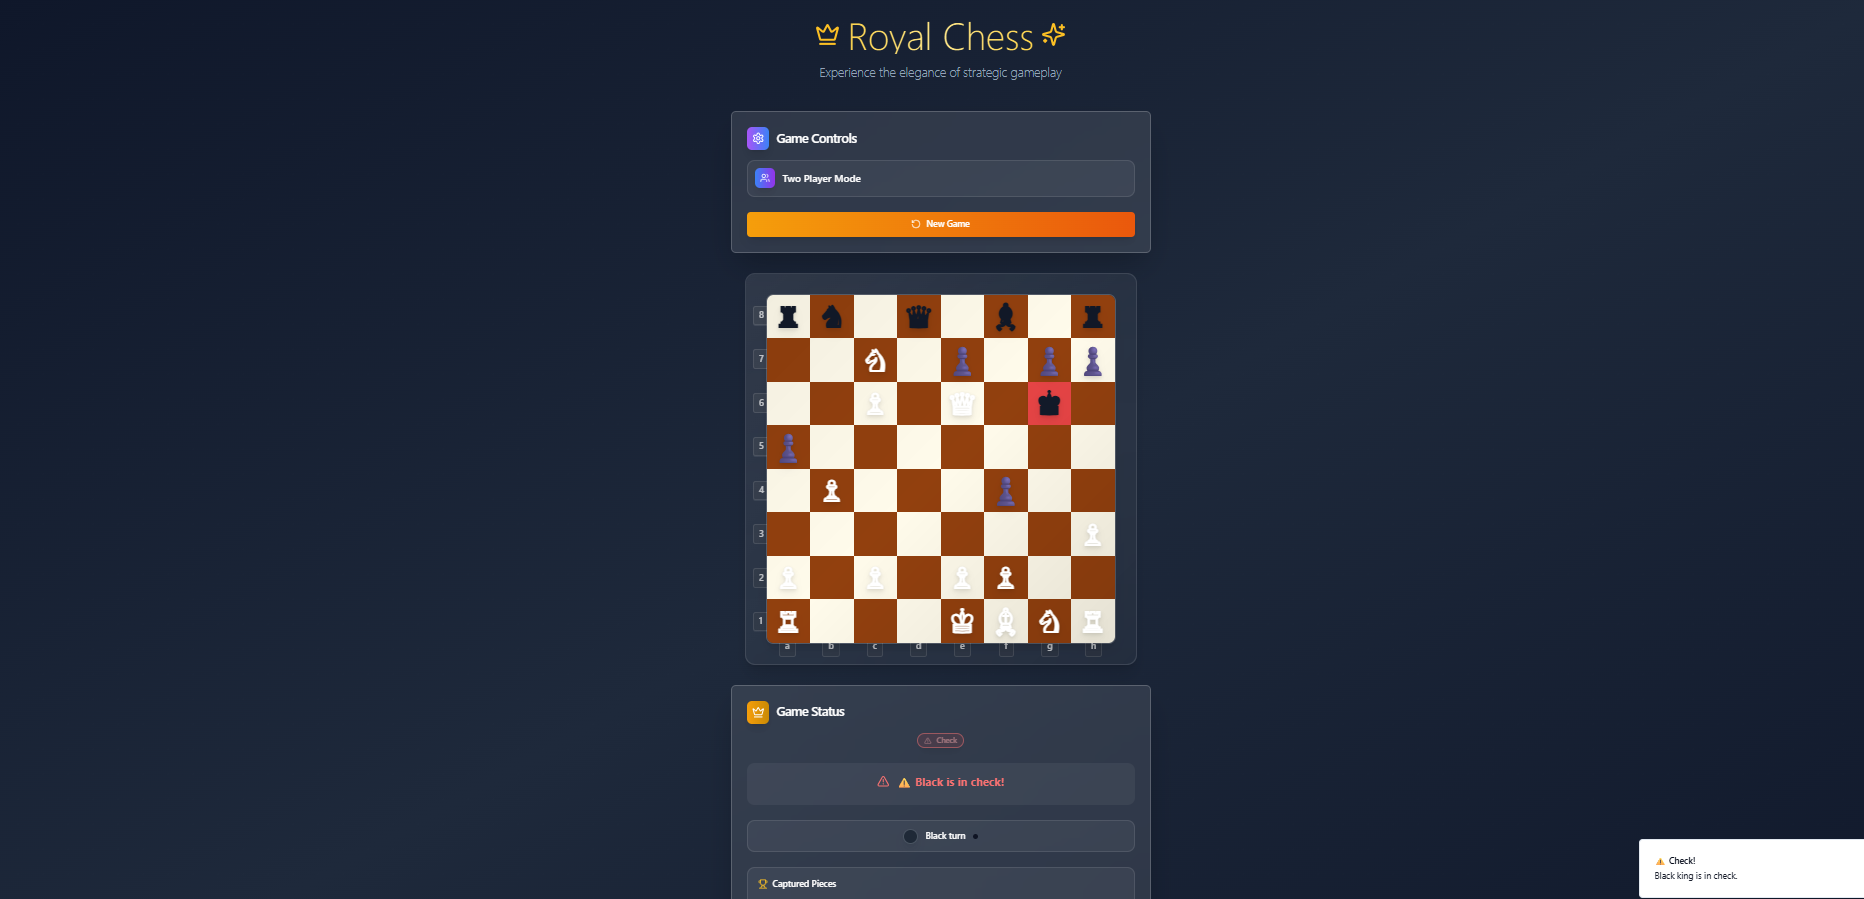 Royal Chess
Experience the elegance of strategic gameplay
Game Controls
Two Player Mode
New Game
8
7
6
5
4
3
2
1
a b c d e f g h
Game Status
Check
Black is in check!
Black turn
Captured Pieces
Check!
Black king is in check.